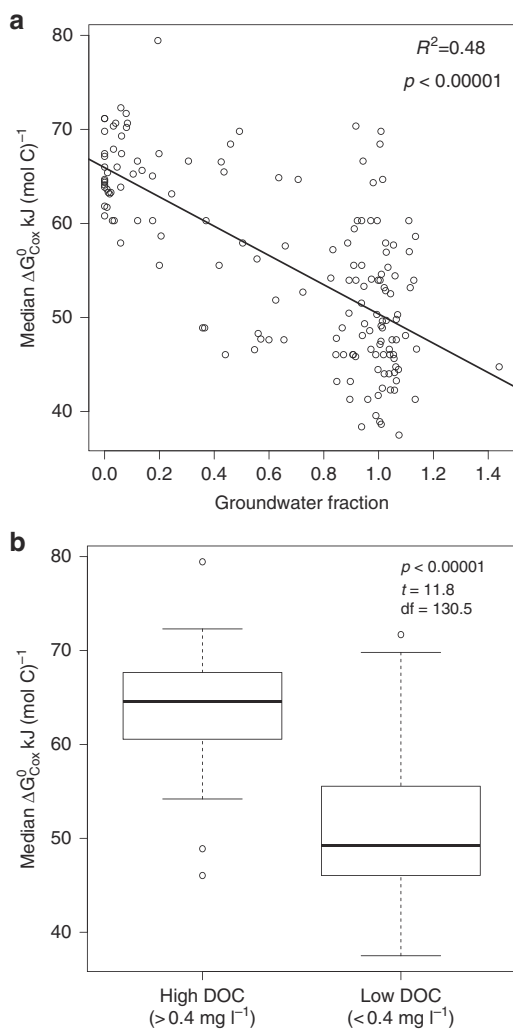 a
80
70
60
50
40
Median ΔG⁰Cox kJ (mol C)⁻¹
R²=0.48
p < 0.00001
0.0 0.2 0.4 0.6 0.8 1.0 1.2 1.4
Groundwater fraction
b
80
70
60
50
40
Median ΔG⁰Cox kJ (mol C)⁻¹
p < 0.00001
t = 11.8
df = 130.5
High DOC
(>0.4 mg l⁻¹)
Low DOC
(<0.4 mg l⁻¹)